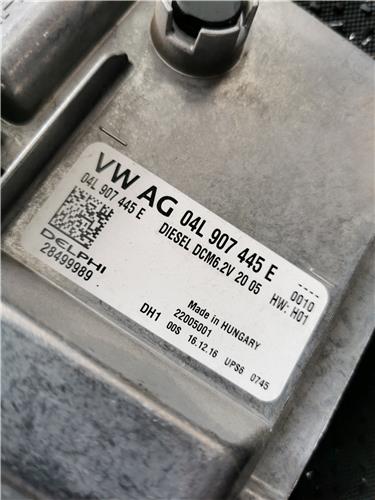 VW AG 04L 907 445 E
04L 907 445 E DIESEL DCM6.2V 20 05
----
0010
HW: H01
DELPHI
28499989
Made in HUNGARY
22005001
DH1 00S 16.12.16 UPS6 0745